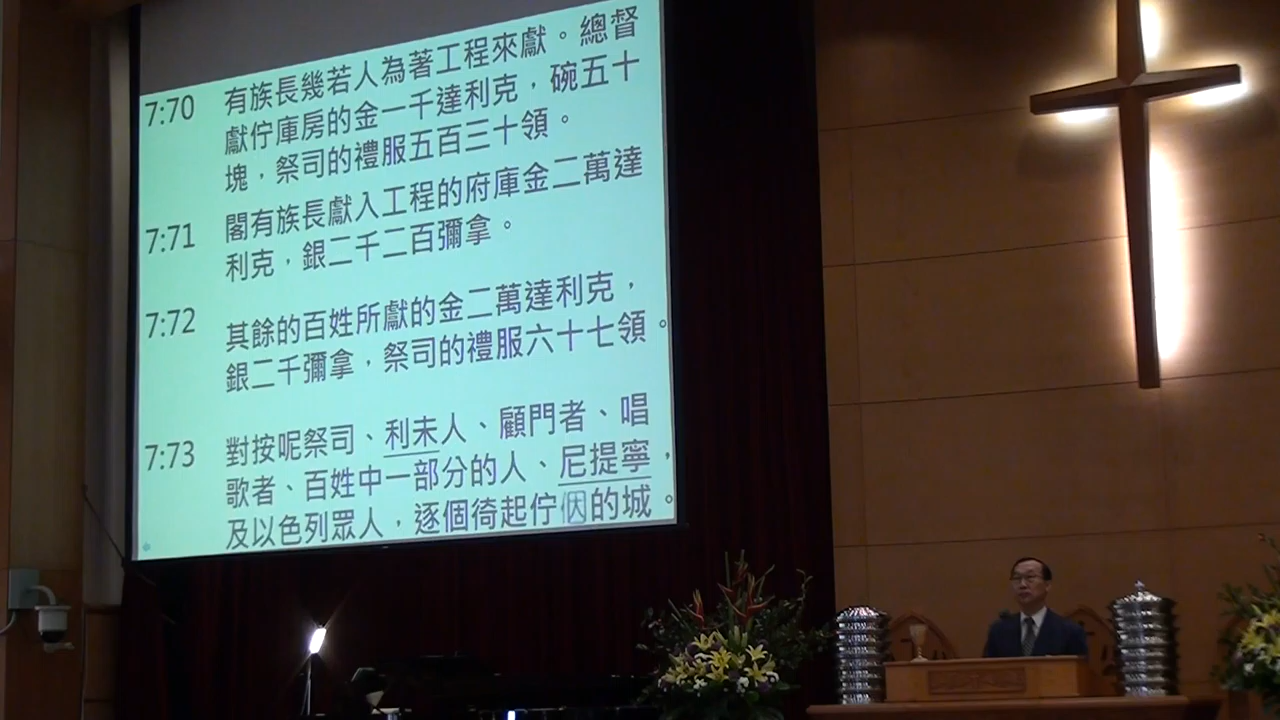 7:70 有族長幾若人為著工程來獻。總督
獻佇庫房的金一千達利克，碗五十
塊，祭司的禮服五百三十領。
7:71 閣有族長獻入工程的府庫金二萬達
利克，銀二千二百彌拿。
7:72 其餘的百姓所獻的金二萬達利克，
銀二千彌拿，祭司的禮服六十七領。
7:73 對按呢祭司、利未人、顧門者、唱
歌者、百姓中一部分的人、尼提寧，
及以色列眾人，逐個徛起佇㑑的城。